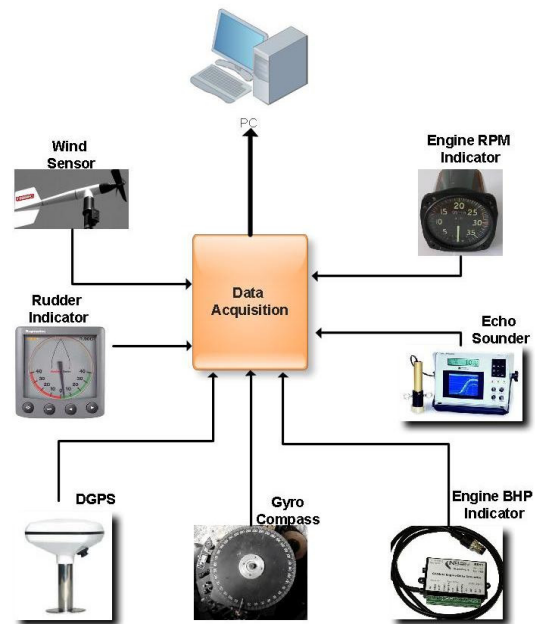 PC
Wind
Sensor
Engine RPM
Indicator
Data
Acquisition
Rudder
Indicator
Echo
Sounder
DGPS
Gyro
Compass
Engine BHP
Indicator
5
10
15
20
25
30
35